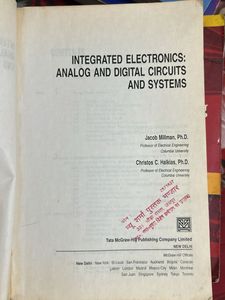 INTEGRATED ELECTRONICS:
ANALOG AND DIGITAL CIRCUITS
AND SYSTEMS
Jacob Millman, Ph.D.
Professor of Electrical Engineering
Columbia University
Christos C. Halkias, Ph.D.
Professor of Electrical Engineering
Columbia University
न्यू शर्मा पुस्तक भण्डार
Tata McGraw-Hill Publishing Company Limited
NEW DELHI
McGraw-Hill Offices
New Delhi New York St Louis San Francisco Auckland Bogotá Caracas
Lisbon London Madrid Mexico City Milan Montreal
San Juan Singapore Sydney Tokyo Toronto